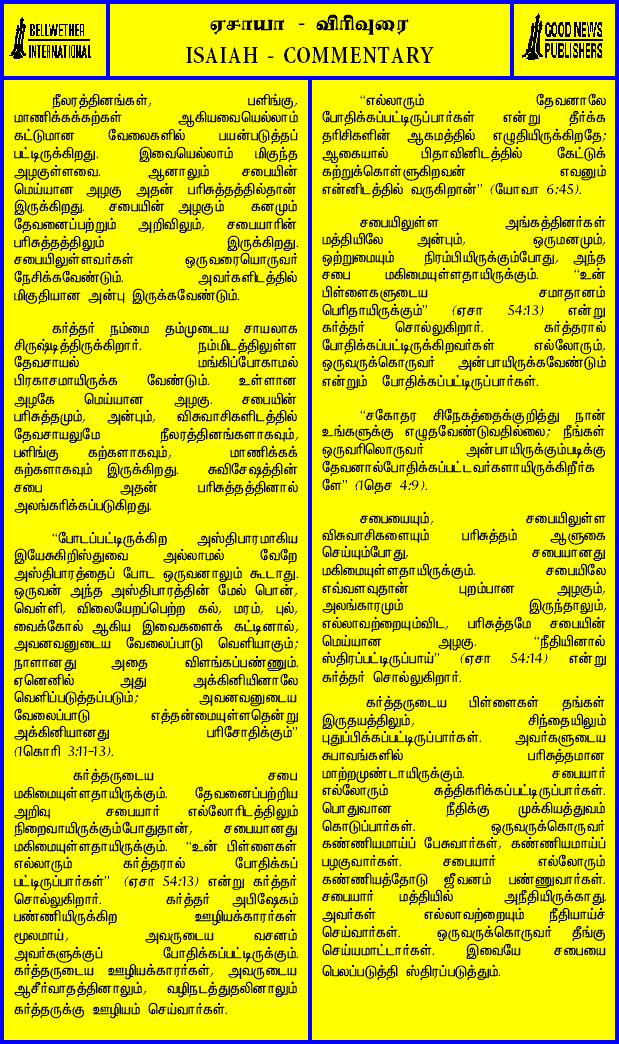 BELLWETHER
INTERNATIONAL
ஏசாயா - விரிவுரை
ISAIAH - COMMENTARY
GOOD NEWS
PUBLISHERS
நீலரத்தினங்கள், பளிங்கு,
மாணிக்கக்கற்கள் ஆகியவையெல்லாம்
கட்டுமான வேலைகளில் பயன்படுத்தப்
பட்டிருக்கிறது. இவையெல்லாம் மிகுந்த
அழகுள்ளவை. ஆனாலும் சபையின்
மெய்யான அழகு அதன் பரிசுத்தத்தில்தான்
இருக்கிறது. சபையின் அழகும் கனமும்
தேவனைப்பற்றும் அறிவிலும், சபையாரின்
பரிசுத்தத்திலும் இருக்கிறது.
சபையிலுள்ளவர்கள் ஒருவரையொருவர்
நேசிக்கவேண்டும். அவர்களிடத்தில்
மிகுதியான அன்பு இருக்கவேண்டும்.
கர்த்தர் நம்மை தம்முடைய சாயலாக
சிருஷ்டித்திருக்கிறார். நம்மிடத்திலுள்ள
தேவசாயல் மங்கிப்போகாமல்
பிரகாசமாயிருக்க வேண்டும். உள்ளான
அழகே மெய்யான அழகு. சபையின்
பரிசுத்தமும், அன்பும், விசுவாசிகளிடத்தில்
தேவசாயலுமே நீலரத்தினங்களாகவும்,
பளிங்கு கற்களாகவும், மாணிக்கக்
கற்களாகவும் இருக்கிறது. சுவிசேஷத்தின்
சபை அதன் பரிசுத்தத்தினால்
அலங்கரிக்கப்படுகிறது.
“போடப்பட்டிருக்கிற அஸ்திபாரமாகிய
இயேசுகிறிஸ்துவை அல்லாமல் வேறே
அஸ்திபாரத்தைப் போட ஒருவனாலும் கூடாது.
ஒருவன் அந்த அஸ்திபாரத்தின் மேல் பொன்,
வெள்ளி, விலையேறப்பெற்ற கல், மரம், புல்,
வைக்கோல் ஆகிய இவைகளைக் கட்டினால்,
அவனவனுடைய வேலைப்பாடு வெளியாகும்;
நாளானது அதை விளங்கப்பண்ணும்.
ஏனெனில் அது அக்கினியினாலே
வெளிப்படுத்தப்படும்; அவனவனுடைய
வேலைப்பாடு எத்தன்மையுள்ளதென்று
அக்கினியானது பரிசோதிக்கும்”
(1கொரி 3:11-13).
கர்த்தருடைய சபை
மகிமையுள்ளதாயிருக்கும். தேவனைப்பற்றிய
அறிவு சபையார் எல்லோரிடத்திலும்
நிறைவாயிருக்கும்போதுதான், சபையானது
மகிமையுள்ளதாயிருக்கும். “உன் பிள்ளைகள்
எல்லாரும் கர்த்தரால் போதிக்கப்
பட்டிருப்பார்கள்” (ஏசா 54:13) என்று கர்த்தர்
சொல்லுகிறார். கர்த்தர் அபிஷேகம்
பண்ணியிருக்கிற ஊழியக்காரர்கள்
மூலமாய், அவருடைய வசனம்
அவர்களுக்குப் போதிக்கப்பட்டிருக்கும்.
கர்த்தருடைய ஊழியக்காரர்கள், அவருடைய
ஆசீர்வாதத்தினாலும், வழிநடத்துதலினாலும்
கர்த்தருக்கு ஊழியம் செய்வார்கள்.
“எல்லாரும் தேவனாலே
போதிக்கப்பட்டிருப்பார்கள் என்று தீர்க்க
தரிசிகளின் ஆகமத்தில் எழுதியிருக்கிறதே;
ஆகையால் பிதாவினிடத்தில் கேட்டுக்
கற்றுக்கொள்ளுகிறவன் எவனும்
என்னிடத்தில் வருகிறான்” (யோவா 6:45).
சபையிலுள்ள அங்கத்தினர்கள்
மத்தியிலே அன்பும், ஒருமனமும்,
ஒற்றுமையும் நிரம்பியிருக்கும்போது, அந்த
சபை மகிமையுள்ளதாயிருக்கும். “உன்
பிள்ளைகளுடைய சமாதானம்
பெரிதாயிருக்கும்” (ஏசா 54:13) என்று
கர்த்தர் சொல்லுகிறார். கர்த்தரால்
போதிக்கப்பட்டிருக்கிறவர்கள் எல்லோரும்,
ஒருவருக்கொருவர் அன்பாயிருக்கவேண்டும்
என்றும் போதிக்கப்பட்டிருப்பார்கள்.
“சகோதர சிநேகத்தைக்குறித்து நான்
உங்களுக்கு எழுதவேண்டுவதில்லை; நீங்கள்
ஒருவரிலொருவர் அன்பாயிருக்கும்படிக்கு
தேவனால்போதிக்கப்பட்டவர்களாயிருக்கிறீர்க
ளே” (1தெச 4:9).
சபையையும், சபையிலுள்ள
விசுவாசிகளையும் பரிசுத்தம் ஆளுகை
செய்யும்போது, சபையானது
மகிமையுள்ளதாயிருக்கும். சபையிலே
எவ்வளவுதான் புறம்பான அழகும்,
அலங்காரமும் இருந்தாலும்,
எல்லாவற்றையும்விட, பரிசுத்தமே சபையின்
மெய்யான அழகு. “நீதியினால்
ஸ்திரப்பட்டிருப்பாய்” (ஏசா 54:14) என்று
கர்த்தர் சொல்லுகிறார்.
கர்த்தருடைய பிள்ளைகள் தங்கள்
இருதயத்திலும், சிந்தையிலும்
புதுப்பிக்கப்பட்டிருப்பார்கள். அவர்களுடைய
சுபாவங்களில் பரிசுத்தமான
மாற்றமுண்டாயிருக்கும். சபையார்
எல்லோரும் சுத்திகரிக்கப்பட்டிருப்பார்கள்.
பொதுவான நீதிக்கு முக்கியத்துவம்
கொடுப்பார்கள். ஒருவருக்கொருவர்
கண்ணியமாய்ப் பேசுவார்கள், கண்ணியமாய்ப்
பழகுவார்கள். சபையார் எல்லோரும்
கண்ணியத்தோடு ஜீவனம் பண்ணுவார்கள்.
சபையார் மத்தியில் அநீதியிருக்காது.
அவர்கள் எல்லாவற்றையும் நீதியாய்ச்
செய்வார்கள். ஒருவருக்கொருவர் தீங்கு
செய்யமாட்டார்கள். இவையே சபையை
பெலப்படுத்தி ஸ்திரப்படுத்தும்.